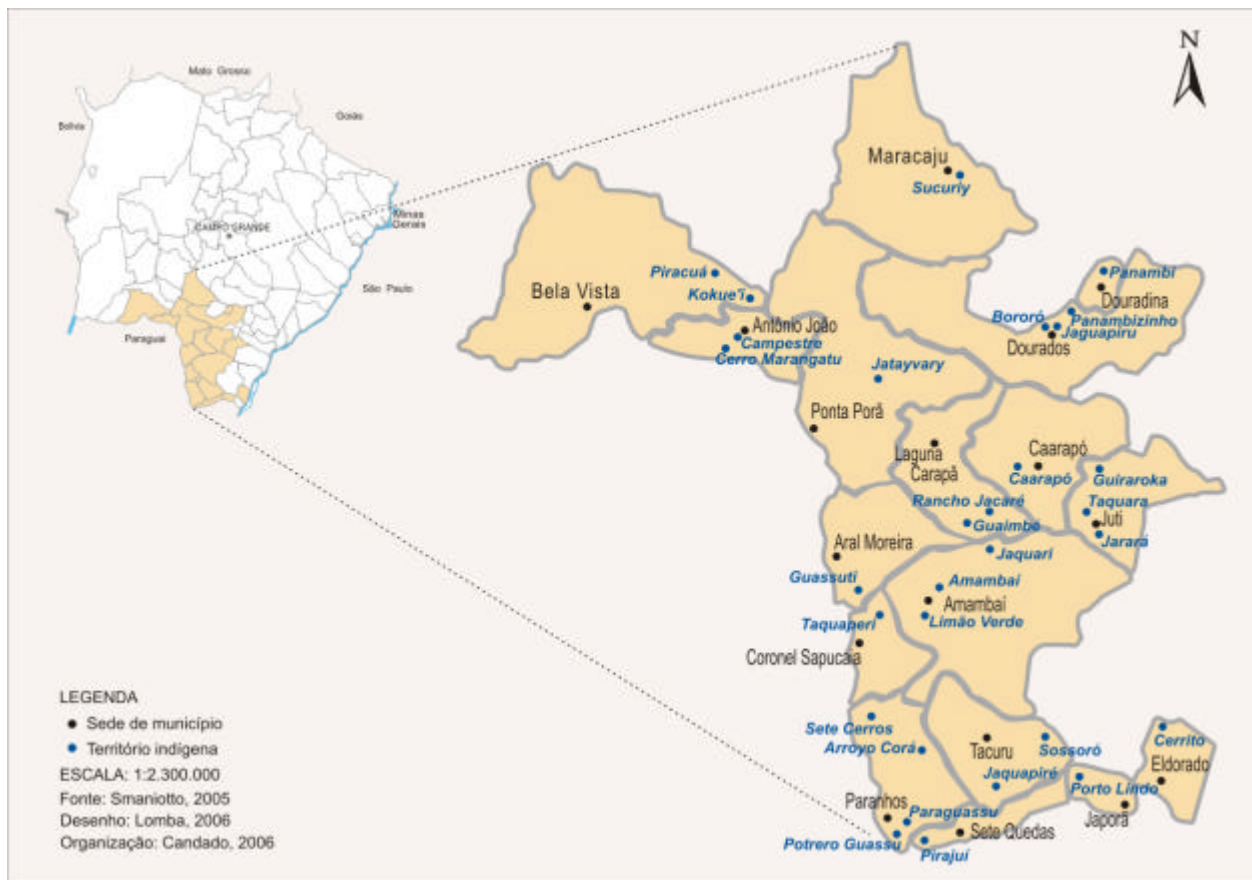 Mato Grosso
Goiás
Bolívia
Minas
Gerais
CAMPO GRANDE
São Paulo
Paraguai
N
Maracaju
Sucuriy
Piracuá
Kokue'i
Bela Vista
Antônio João
Campestre
Cerro Marangatu
Panambi
Douradina
Bororó
Panambizinho
Jaguapiru
Dourados
Jatayvary
Ponta Porã
Laguna
Carapã
Caarapó
Caarapó
Guiraroka
Taquara
Juti
Jarará
Rancho Jacaré
Guaimbé
Aral Moreira
Jaquari
Guassuti
Amambai
Amambaí
Limão Verde
Taquaperi
Coronel Sapucaia
Sete Cerros
Arroyo Corá
Tacuru
Sossoró
Jaquapiré
Cerrito
Eldorado
Porto Lindo
Japorã
Paranhos
Paraguassu
Sete Quedas
Potrero Guassu
Pirajuí
LEGENDA
Sede de município
Território indígena
ESCALA: 1:2.300.000
Fonte: Smaniotto, 2005
Desenho: Lomba, 2006
Organização: Candado, 2006